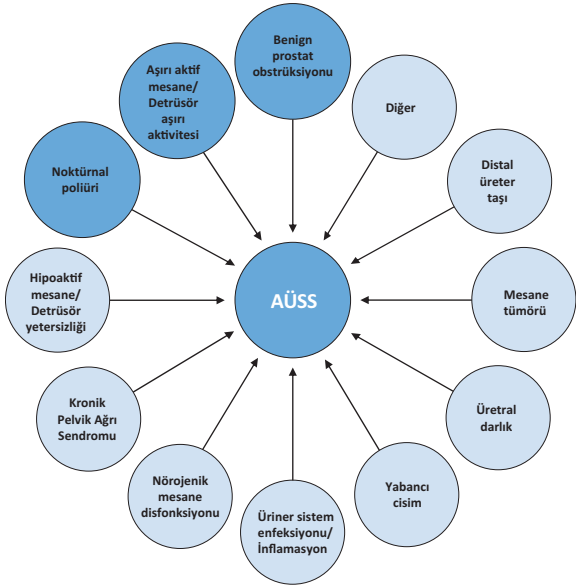 Benign
prostat
obstrüksiyonu
Diğer
Distal
üreter
taşı
Mesane
tümörü
Üretral
darlık
Yabancı
cisim
Üriner sistem
enfeksiyonu/
İnflamasyon
Nörojenik
mesane
disfonksiyonu
Kronik
Pelvik Ağrı
Sendromu
Hipoaktif
mesane/
Detrüsör
yetersizliği
Noktürnal
poliüri
Aşırı aktif
mesane/
Detrüsör
aşırı
aktivitesi
AÜSS